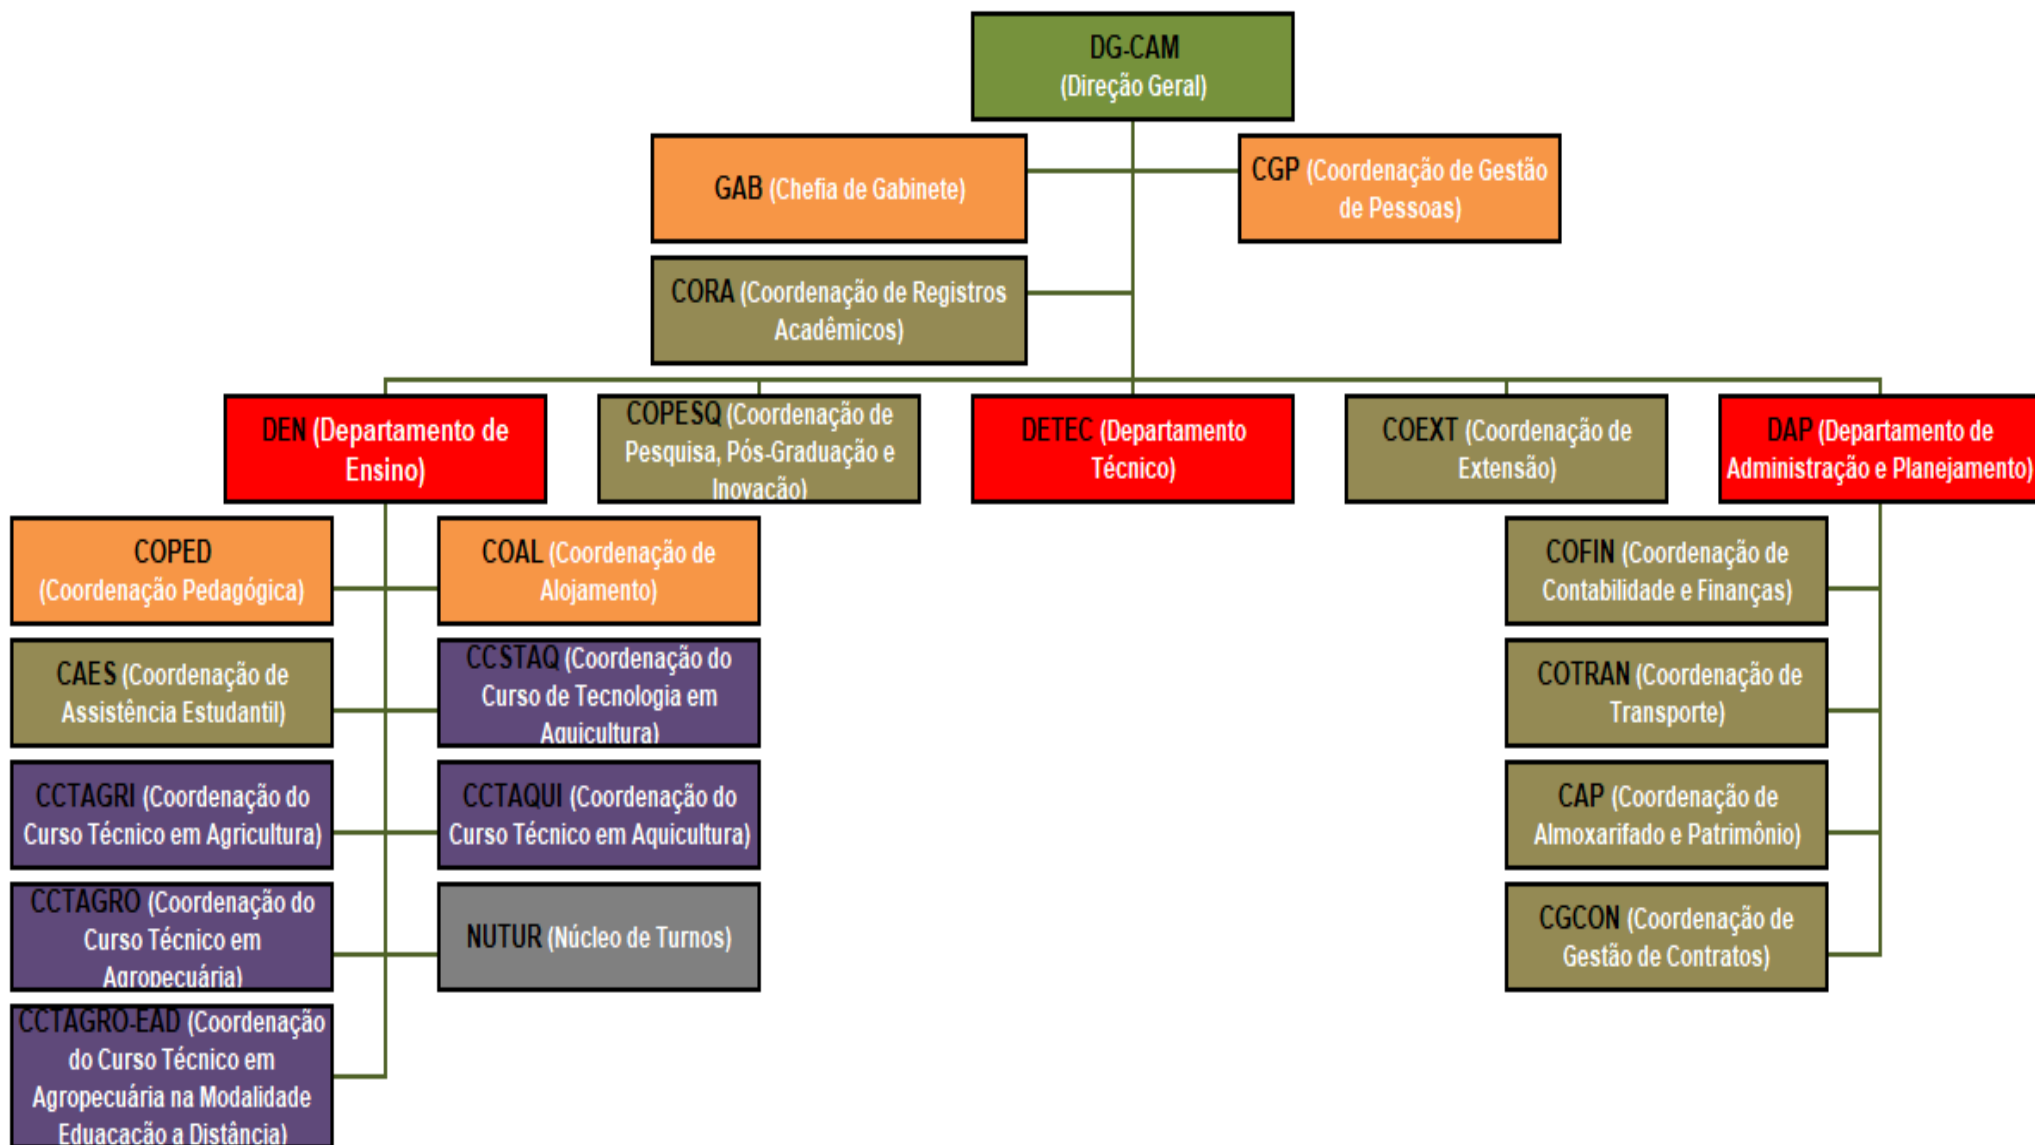 DG-CAM
(Direção Geral)
GAB (Chefia de Gabinete)
CGP (Coordenação de Gestão
de Pessoas)
CORA (Coordenação de Registros
Acadêmicos)
DEN (Departamento de
Ensino)
COPESQ (Coordenação de
Pesquisa, Pós-Graduação e
Inovação)
DETEC (Departamento
Técnico)
COEXT (Coordenação de
Extensão)
DAP (Departamento de
Administração e Planejamento)
COPED
(Coordenação Pedagógica)
COAL (Coordenação de
Alojamento)
COFIN (Coordenação de
Contabilidade e Finanças)
CAES (Coordenação de
Assistência Estudantil)
CCSTAQ (Coordenação do
Curso de Tecnologia em
Aquicultura)
COTRAN (Coordenação de
Transporte)
CCTAGRI (Coordenação do
Curso Técnico em Agricultura)
CCTAQUI (Coordenação do
Curso Técnico em Aquicultura)
CAP (Coordenação de
Almoxarifado e Patrimônio)
CCTAGRO (Coordenação do
Curso Técnico em
Agropecuária)
NUTUR (Núcleo de Turnos)
CGCON (Coordenação de
Gestão de Contratos)
CCTAGRO-EAD (Coordenação
do Curso Técnico em
Agropecuária na Modalidade
Eduacação a Distância)